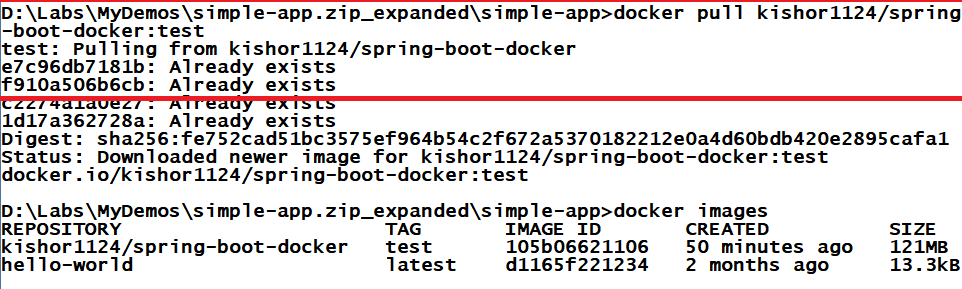 D:\Labs\MyDemos\simple-app.zip_expanded\simple-app>docker pull kishor1124/spring
-boot-docker:test
test: Pulling from kishor1124/spring-boot-docker
e7c96db7181b: Already exists
f910a506b6cb: Already exists
c2274a1a0e27: Already exists
1d17a362728a: Already exists
Digest: sha256:fe752cad51bc3575ef964b54c2f672a5370182212e0a4d60bdb420e2895cafa1
Status: Downloaded newer image for kishor1124/spring-boot-docker:test
docker.io/kishor1124/spring-boot-docker:test
D:\Labs\MyDemos\simple-app.zip_expanded\simple-app>docker images
REPOSITORY TAG IMAGE ID CREATED SIZE
kishor1124/spring-boot-docker test 105b06621106 50 minutes ago 121MB
hello-world latest d1165f221234 2 months ago 13.3kB